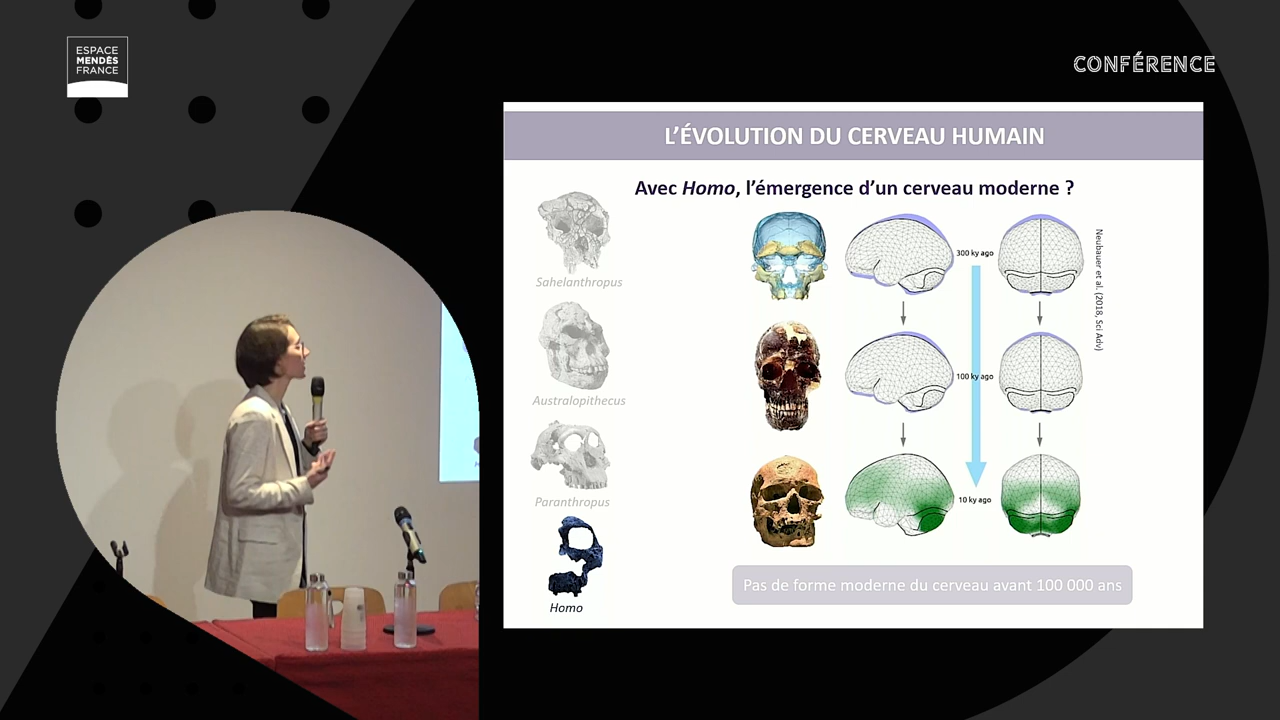 ESPACE
MENDÈS
FRANCE
CONFÉRENCE
L'ÉVOLUTION DU CERVEAU HUMAIN
Avec Homo, l'émergence d'un cerveau moderne ?
Sahelanthropus
Australopithecus
Paranthropus
Homo
300 ky ago
100 ky ago
10 ky ago
Neubauer et al. (2018, Sci Adv)
Pas de forme moderne du cerveau avant 100 000 ans